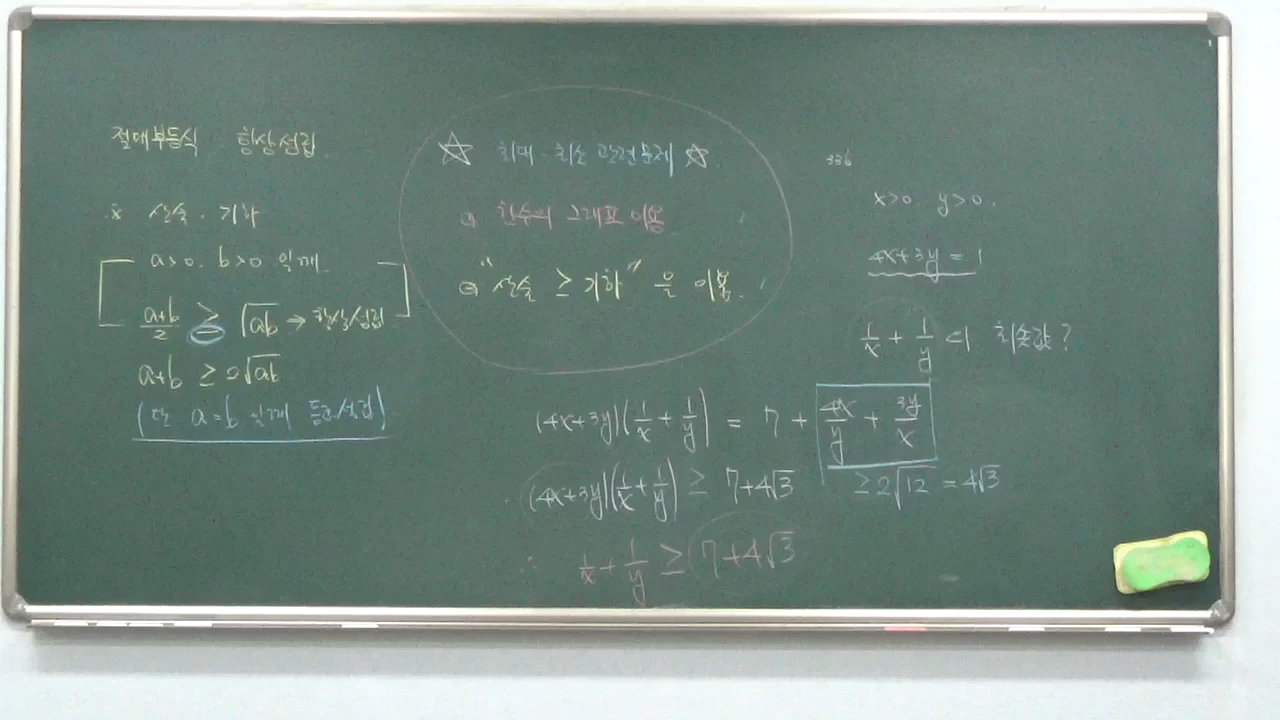 절대부등식 항상성립
※ 산술·기하
a>0, b>0 일때
a+b/2 ≥ √ab → 항상성립
a+b ≥ 2√ab
(단 a=b 일때 등호성립)
☆ 최대·최소 관련문제 ☆
① 함수의 그래프 이용
② "산술 ≥ 기하" 을 이용.
336
x>0 y>0.
4x+3y = 1
1/x + 1/y 의 최솟값?
(4x+3y)(1/x + 1/y) = 7 + 4x/y + 3y/x
≥ 2√12 = 4√3
(4x+3y)(1/x + 1/y) ≥ 7+4√3
∴ 1/x + 1/y ≥ 7+4√3